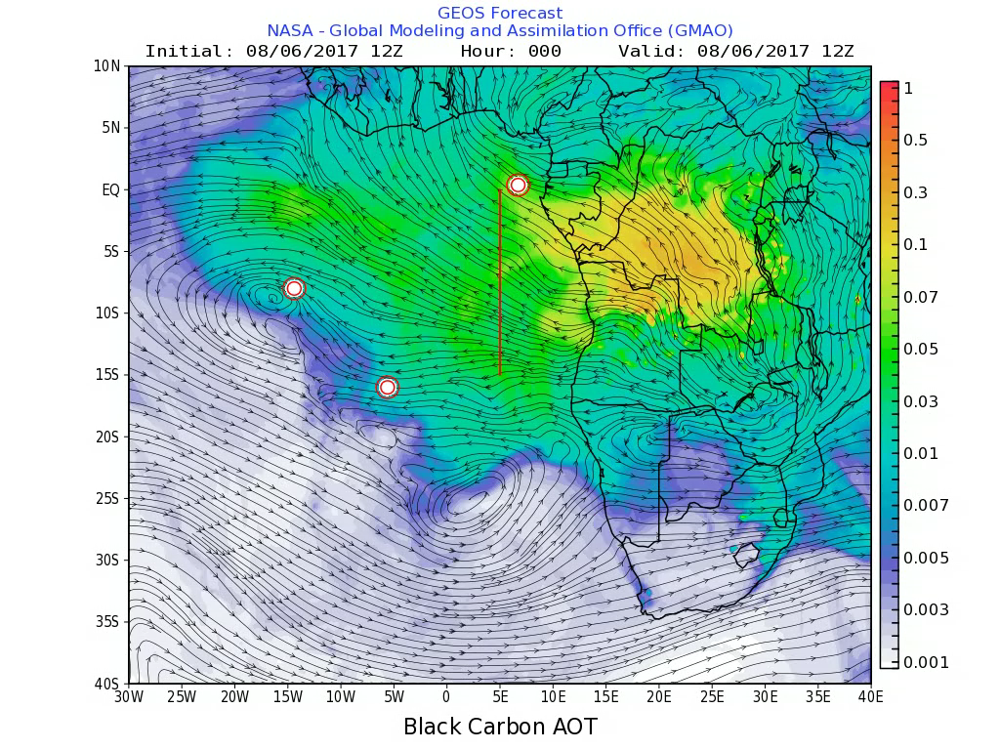 GEOS Forecast
NASA - Global Modeling and Assimilation Office (GMAO)
Initial: 08/06/2017 12Z Hour: 000 Valid: 08/06/2017 12Z
10N
5N
EQ
5S
10S
15S
20S
25S
30S
35S
40S
30W 25W 20W 15W 10W 5W 0 5E 10E 15E 20E 25E 30E 35E 40E
1
0.5
0.3
0.1
0.07
0.05
0.03
0.01
0.007
0.005
0.003
0.001
Black Carbon AOT